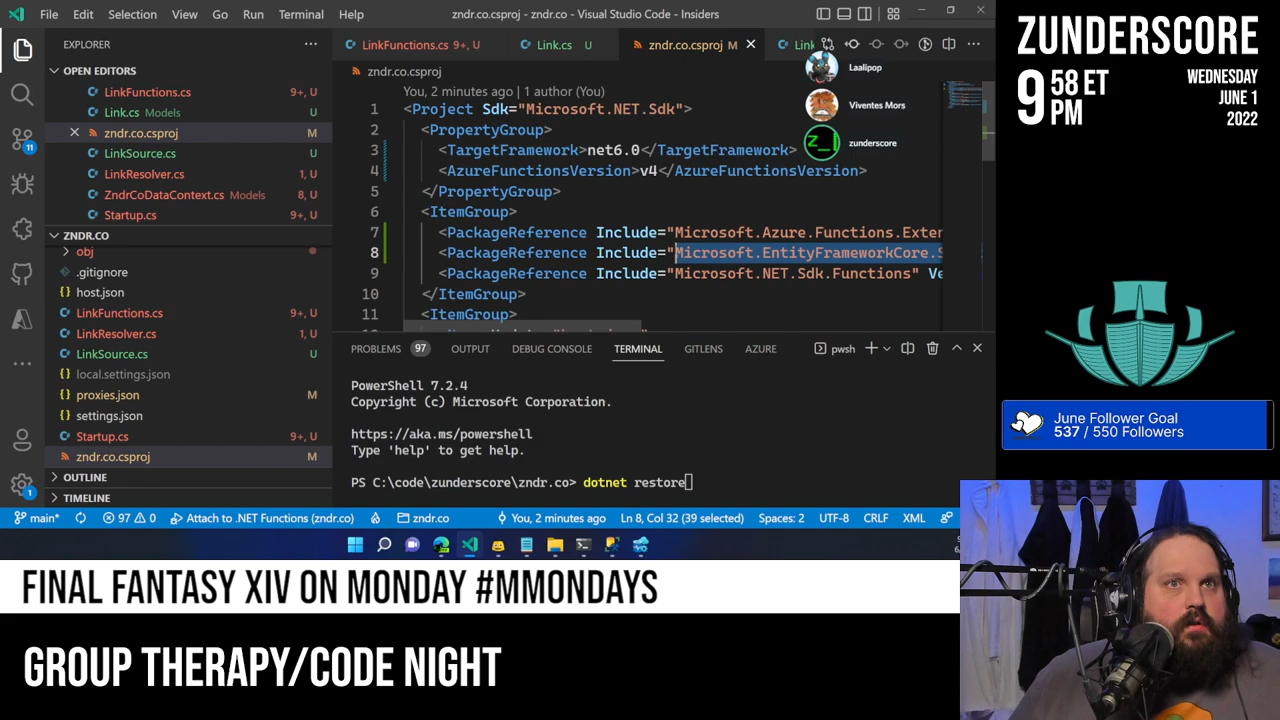 File Edit Selection View Go Run Terminal Help
zndr.co.csproj - zndr.co - Visual Studio Code - Insiders
EXPLORER
OPEN EDITORS
LinkFunctions.cs 9+, U
Link.cs Models U
zndr.co.csproj M
LinkSource.cs U
LinkResolver.cs 1, U
ZndrCoDataContext.cs Models 8, U
Startup.cs 9+, U
ZNDR.CO
obj
.gitignore
host.json
LinkFunctions.cs 9+, U
LinkResolver.cs 1, U
LinkSource.cs U
local.settings.json
proxies.json M
settings.json
Startup.cs 9+, U
zndr.co.csproj M
OUTLINE
TIMELINE
11
1
LinkFunctions.cs 9+, U
Link.cs U
zndr.co.csproj M
Lin
zndr.co.csproj
You, 2 minutes ago | 1 author (You)
1 <Project Sdk="Microsoft.NET.Sdk">
2 <PropertyGroup>
3 <TargetFramework>net6.0</TargetFramework>
4 <AzureFunctionsVersion>v4</AzureFunctionsVersion>
5 </PropertyGroup>
6 <ItemGroup>
7 <PackageReference Include="Microsoft.Azure.Functions.Exten
8 <PackageReference Include="Microsoft.EntityFrameworkCore.S
9 <PackageReference Include="Microsoft.NET.Sdk.Functions" Ve
10 </ItemGroup>
11 <ItemGroup>
Laalipop
Viventes Mors
zunderscore
PROBLEMS 97 OUTPUT DEBUG CONSOLE TERMINAL GITLENS AZURE
pwsh
PowerShell 7.2.4
Copyright (c) Microsoft Corporation.
https://aka.ms/powershell
Type 'help' to get help.
PS C:\code\zunderscore\zndr.co> dotnet restore
main* 97 0 Attach to .NET Functions (zndr.co) zndr.co You, 2 minutes ago Ln 8, Col 32 (39 selected) Spaces: 2 UTF-8 CRLF XML
ZUNDERSCORE
9 58 ET
PM
WEDNESDAY
JUNE 1
2022
June Follower Goal
537 / 550 Followers
FINAL FANTASY XIV ON MONDAY #MMONDAYS
GROUP THERAPY/CODE NIGHT